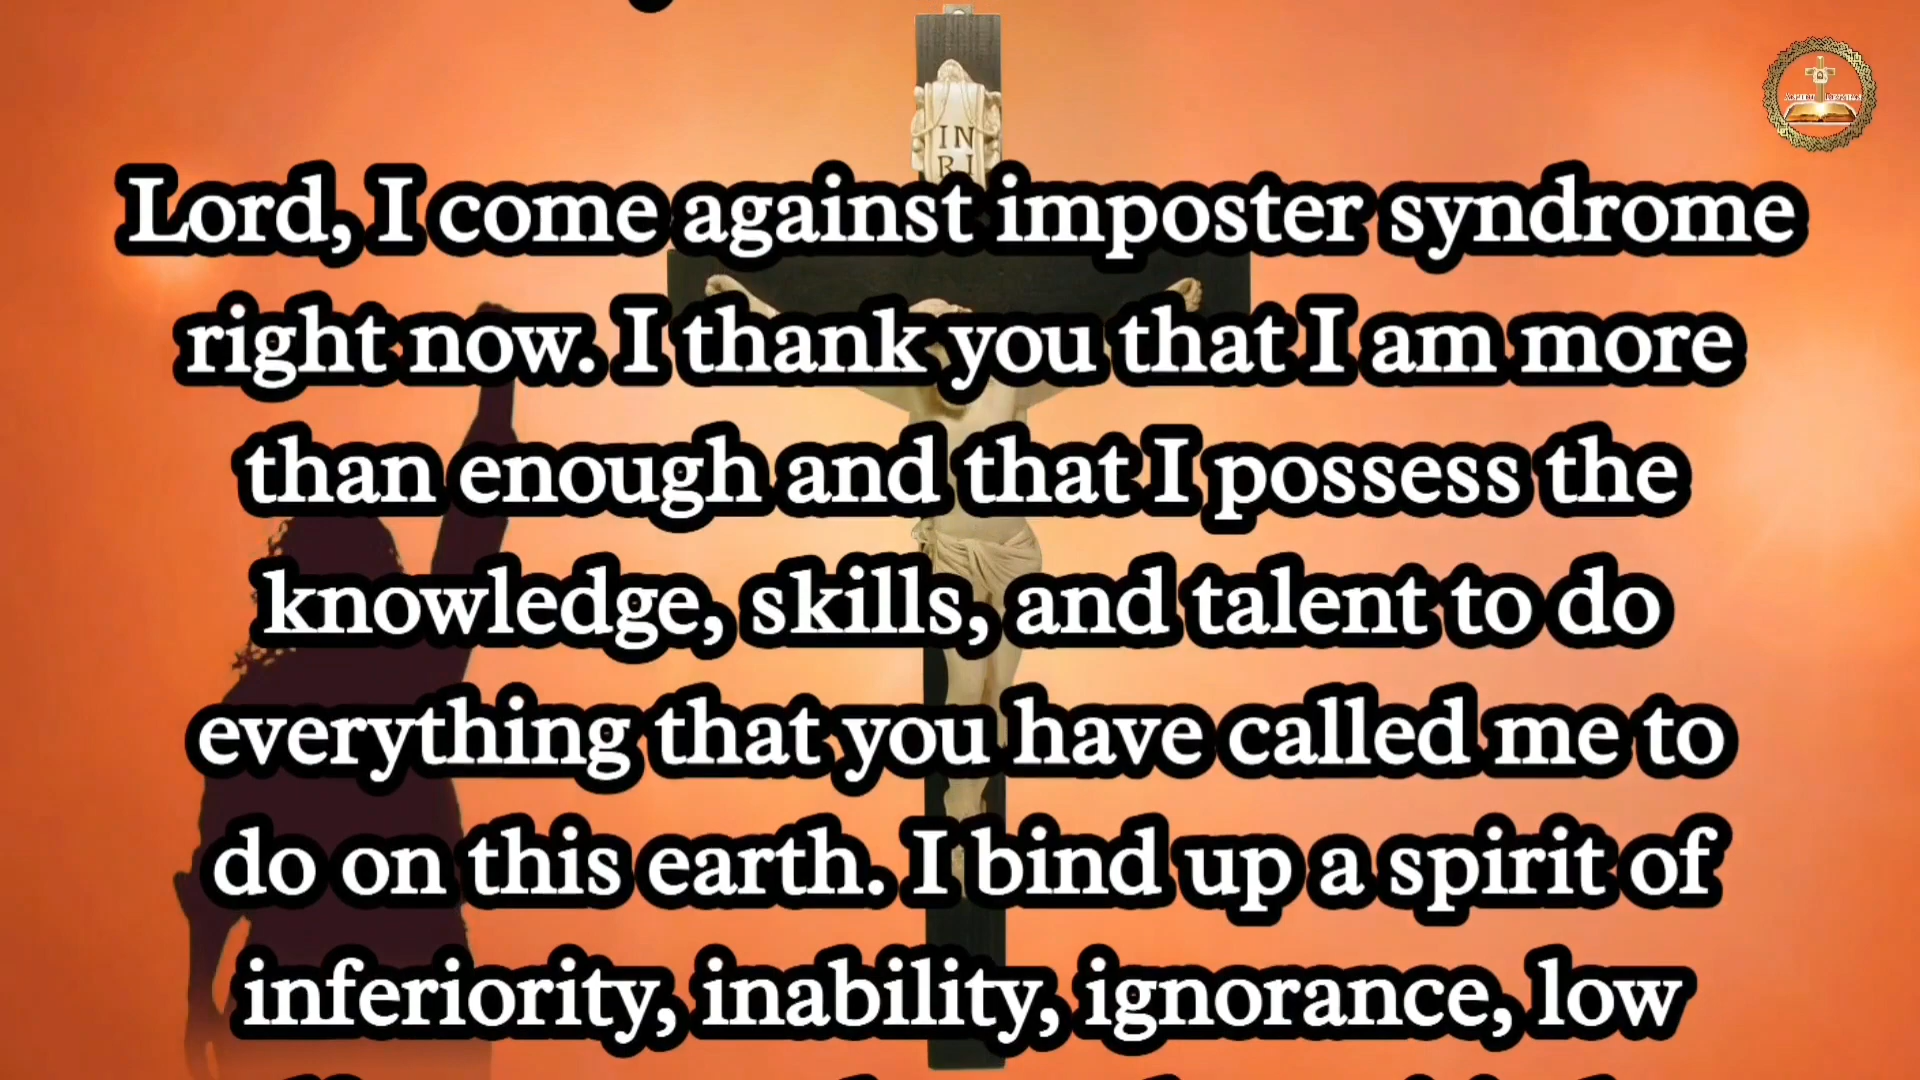 IN
RI
Lord, I come against imposter syndrome
right now. I thank you that I am more
than enough and that I possess the
knowledge, skills, and talent to do
everything that you have called me to
do on this earth. I bind up a spirit of
inferiority, inability, ignorance, low